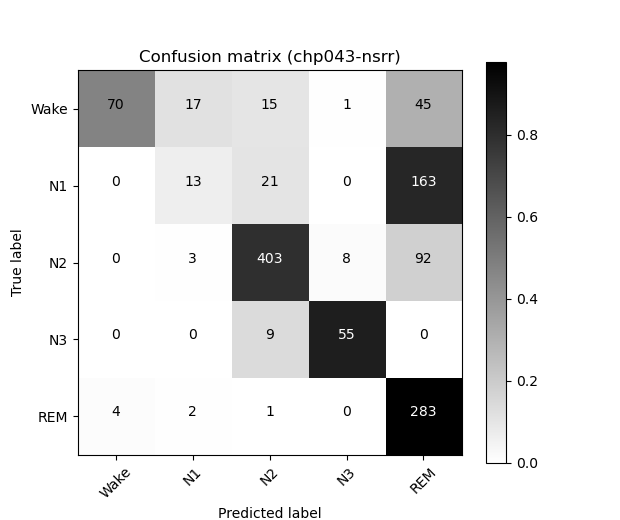 Confusion matrix (chp043-nsrr)
True label
Wake 70 17 15 1 45
N1 0 13 21 0 163
N2 0 3 403 8 92
N3 0 0 9 55 0
REM 4 2 1 0 283
Wake N1 N2 N3 REM
Predicted label
0.8
0.6
0.4
0.2
0.0